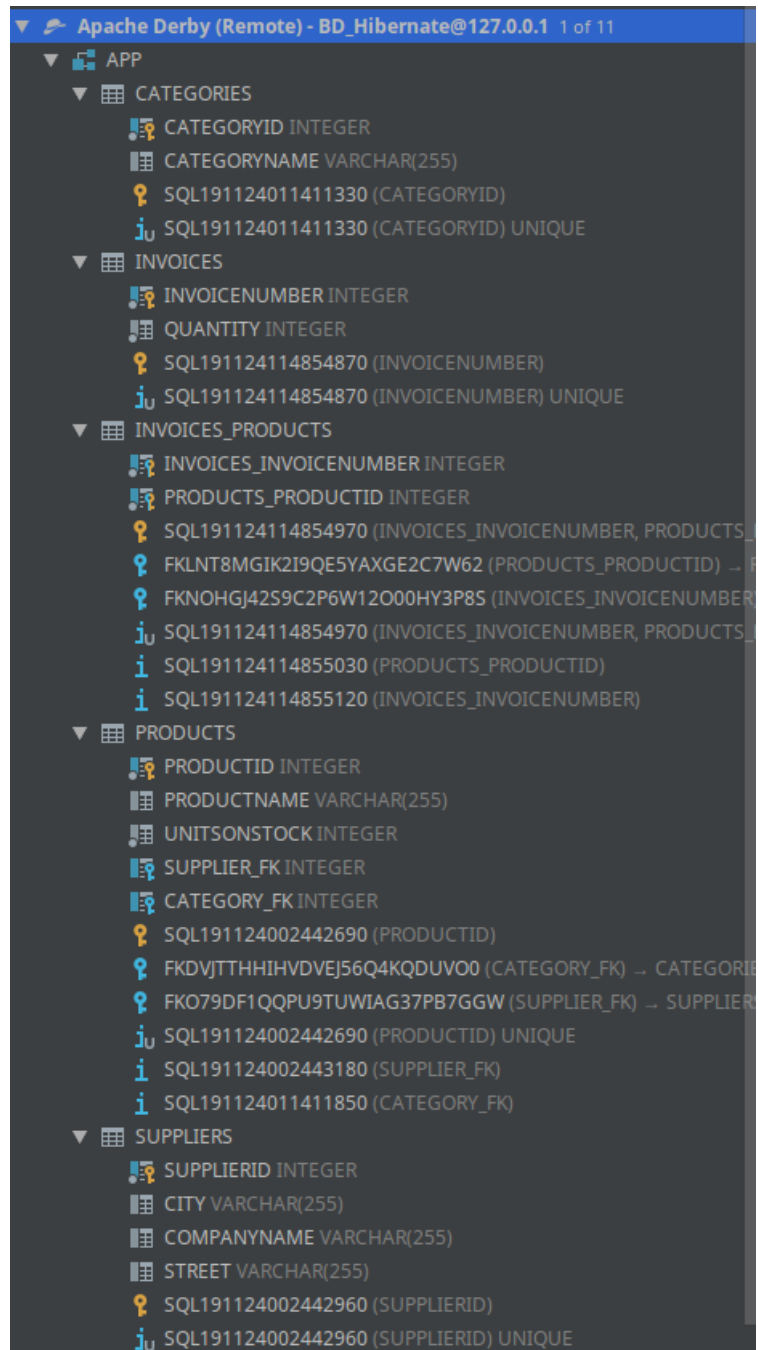 Apache Derby (Remote) - BD_Hibernate@127.0.0.1 1 of 11
APP
CATEGORIES
CATEGORYID INTEGER
CATEGORYNAME VARCHAR(255)
SQL191124011411330 (CATEGORYID)
SQL191124011411330 (CATEGORYID) UNIQUE
INVOICES
INVOICENUMBER INTEGER
QUANTITY INTEGER
SQL191124114854870 (INVOICENUMBER)
SQL191124114854870 (INVOICENUMBER) UNIQUE
INVOICES_PRODUCTS
INVOICES_INVOICENUMBER INTEGER
PRODUCTS_PRODUCTID INTEGER
SQL191124114854970 (INVOICES_INVOICENUMBER, PRODUCTS_
FKLNT8MGIK2I9QE5YAXGE2C7W62 (PRODUCTS_PRODUCTID) →
FKNOHGJ42S9C2P6W12O00HY3P8S (INVOICES_INVOICENUMBER)
SQL191124114854970 (INVOICES_INVOICENUMBER, PRODUCTS_
SQL191124114855030 (PRODUCTS_PRODUCTID)
SQL191124114855120 (INVOICES_INVOICENUMBER)
PRODUCTS
PRODUCTID INTEGER
PRODUCTNAME VARCHAR(255)
UNITSONSTOCK INTEGER
SUPPLIER_FK INTEGER
CATEGORY_FK INTEGER
SQL191124002442690 (PRODUCTID)
FKDVJTTHHIHVDVEJ56Q4KQDUVO0 (CATEGORY_FK) → CATEGORIE
FKO79DF1QQPU9TUWIAG37PB7GGW (SUPPLIER_FK) → SUPPLIERS
SQL191124002442690 (PRODUCTID) UNIQUE
SQL191124002443180 (SUPPLIER_FK)
SQL191124011411850 (CATEGORY_FK)
SUPPLIERS
SUPPLIERID INTEGER
CITY VARCHAR(255)
COMPANYNAME VARCHAR(255)
STREET VARCHAR(255)
SQL191124002442960 (SUPPLIERID)
SQL191124002442960 (SUPPLIERID) UNIQUE